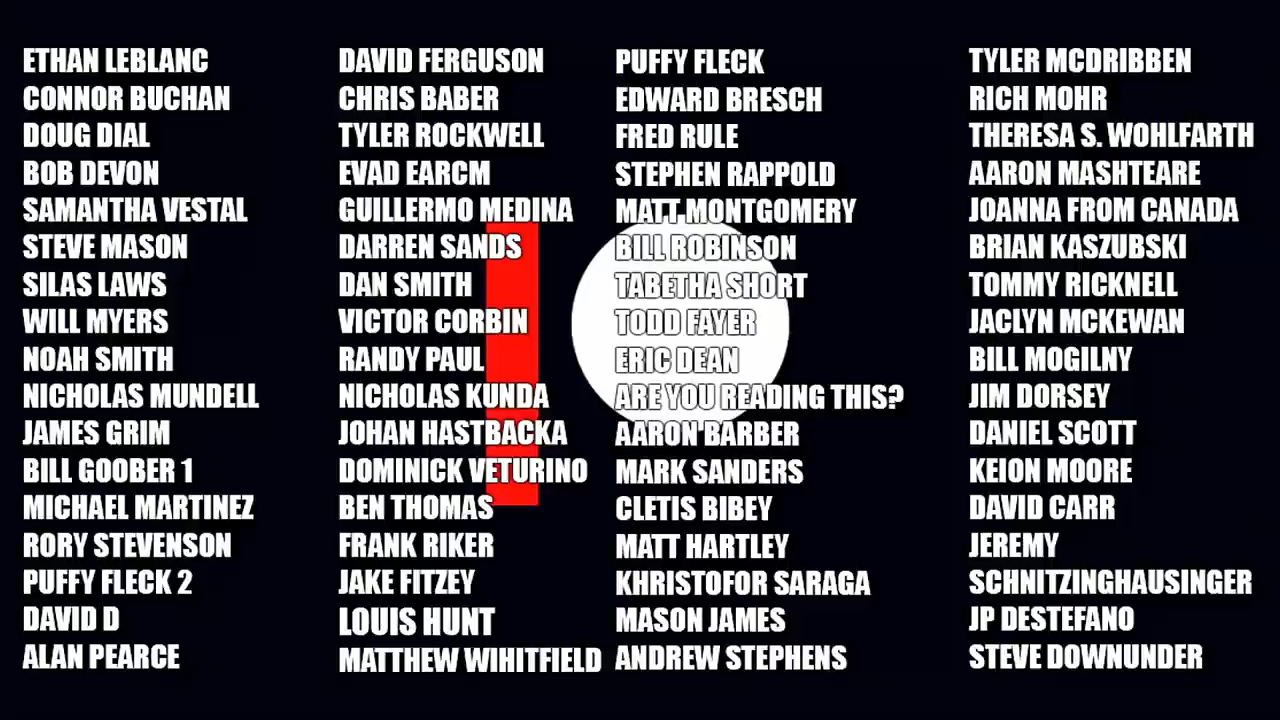 ETHAN LEBLANC
CONNOR BUCHAN
DOUG DIAL
BOB DEVON
SAMANTHA VESTAL
STEVE MASON
SILAS LAWS
WILL MYERS
NOAH SMITH
NICHOLAS MUNDELL
JAMES GRIM
BILL GOOBER 1
MICHAEL MARTINEZ
RORY STEVENSON
PUFFY FLECK 2
DAVID D
ALAN PEARCE
DAVID FERGUSON
CHRIS BABER
TYLER ROCKWELL
EVAD EARCM
GUILLERMO MEDINA
DARREN SANDS
DAN SMITH
VICTOR CORBIN
RANDY PAUL
NICHOLAS KUNDA
JOHAN HASTBACKA
DOMINICK VETURINO
BEN THOMAS
FRANK RIKER
JAKE FITZEY
LOUIS HUNT
MATTHEW WIHITFIELD
PUFFY FLECK
EDWARD BRESCH
FRED RULE
STEPHEN RAPPOLD
MATT MONTGOMERY
BILL ROBINSON
TABETHA SHORT
TODD FAYER
ERIC DEAN
ARE YOU READING THIS?
AARON BARBER
MARK SANDERS
CLETIS BIBEY
MATT HARTLEY
KHRISTOFOR SARAGA
MASON JAMES
ANDREW STEPHENS
TYLER MCDRIBBEN
RICH MOHR
THERESA S. WOHLFARTH
AARON MASHTEARE
JOANNA FROM CANADA
BRIAN KASZUBSKI
TOMMY RICKNELL
JACLYN MCKEWAN
BILL MOGILNY
JIM DORSEY
DANIEL SCOTT
KEION MOORE
DAVID CARR
JEREMY
SCHNITZINGHAUSINGER
JP DESTEFANO
STEVE DOWNUNDER